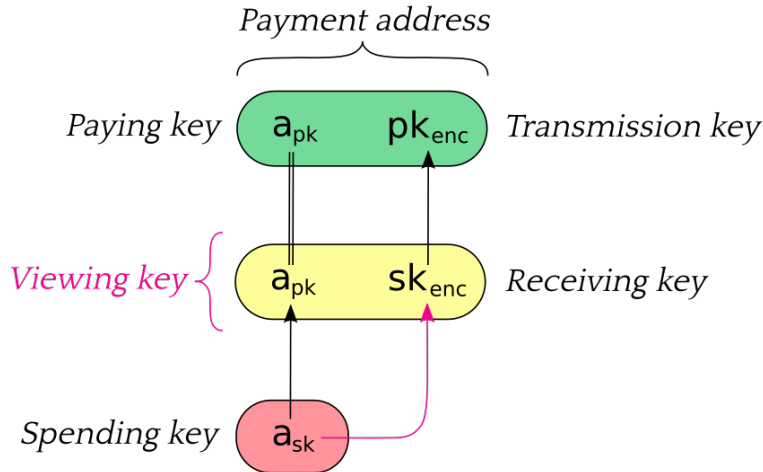 Payment address
Paying key a_pk pk_enc Transmission key
Viewing key a_pk sk_enc Receiving key
Spending key a_sk